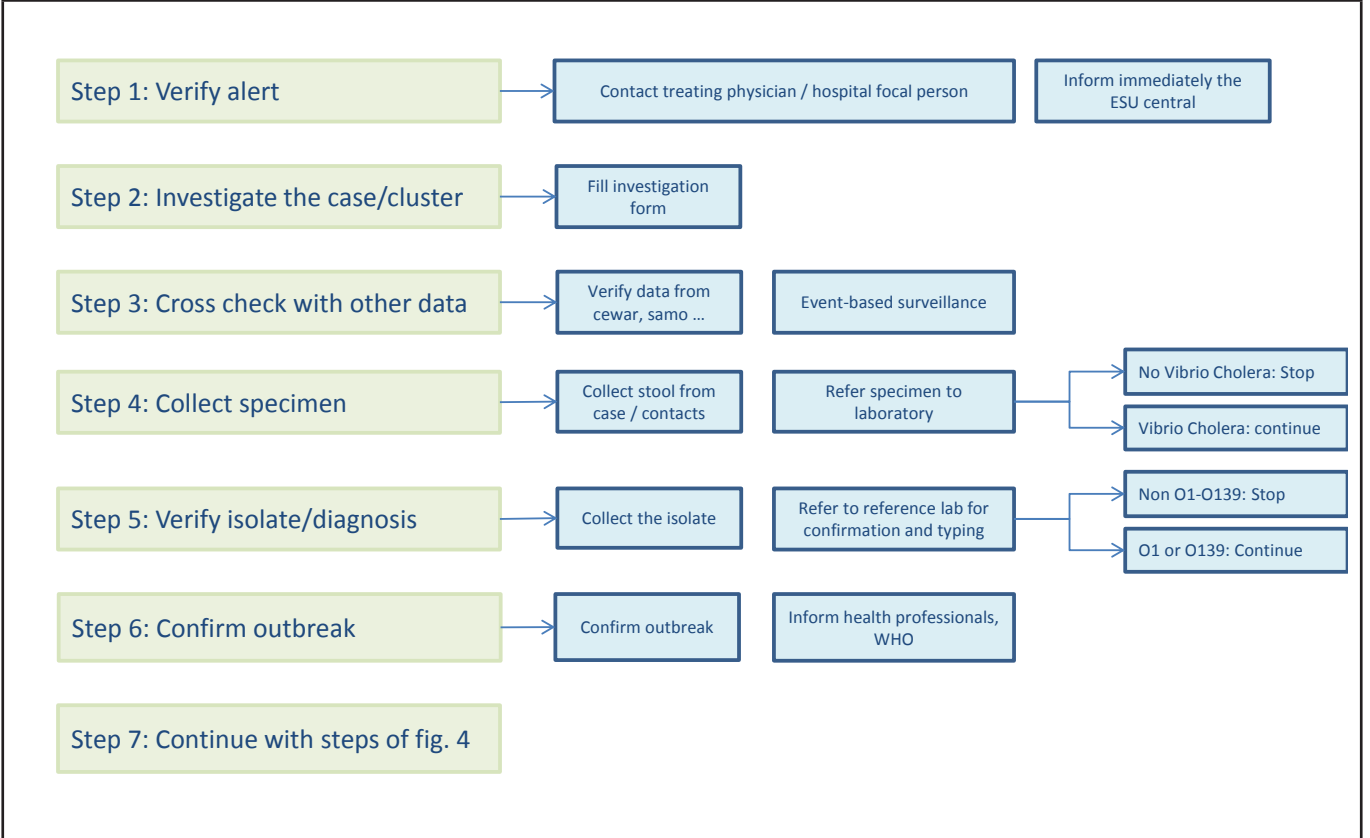 Step 1: Verify alert
Contact treating physician / hospital focal person
Inform immediately the
ESU central
Step 2: Investigate the case/cluster
Fill investigation
form
Step 3: Cross check with other data
Verify data from
cewar, samo ...
Event-based surveillance
Step 4: Collect specimen
Collect stool from
case / contacts
Refer specimen to
laboratory
No Vibrio Cholera: Stop
Vibrio Cholera: continue
Step 5: Verify isolate/diagnosis
Collect the isolate
Refer to reference lab for
confirmation and typing
Non O1-O139: Stop
O1 or O139: Continue
Step 6: Confirm outbreak
Confirm outbreak
Inform health professionals,
WHO
Step 7: Continue with steps of fig. 4